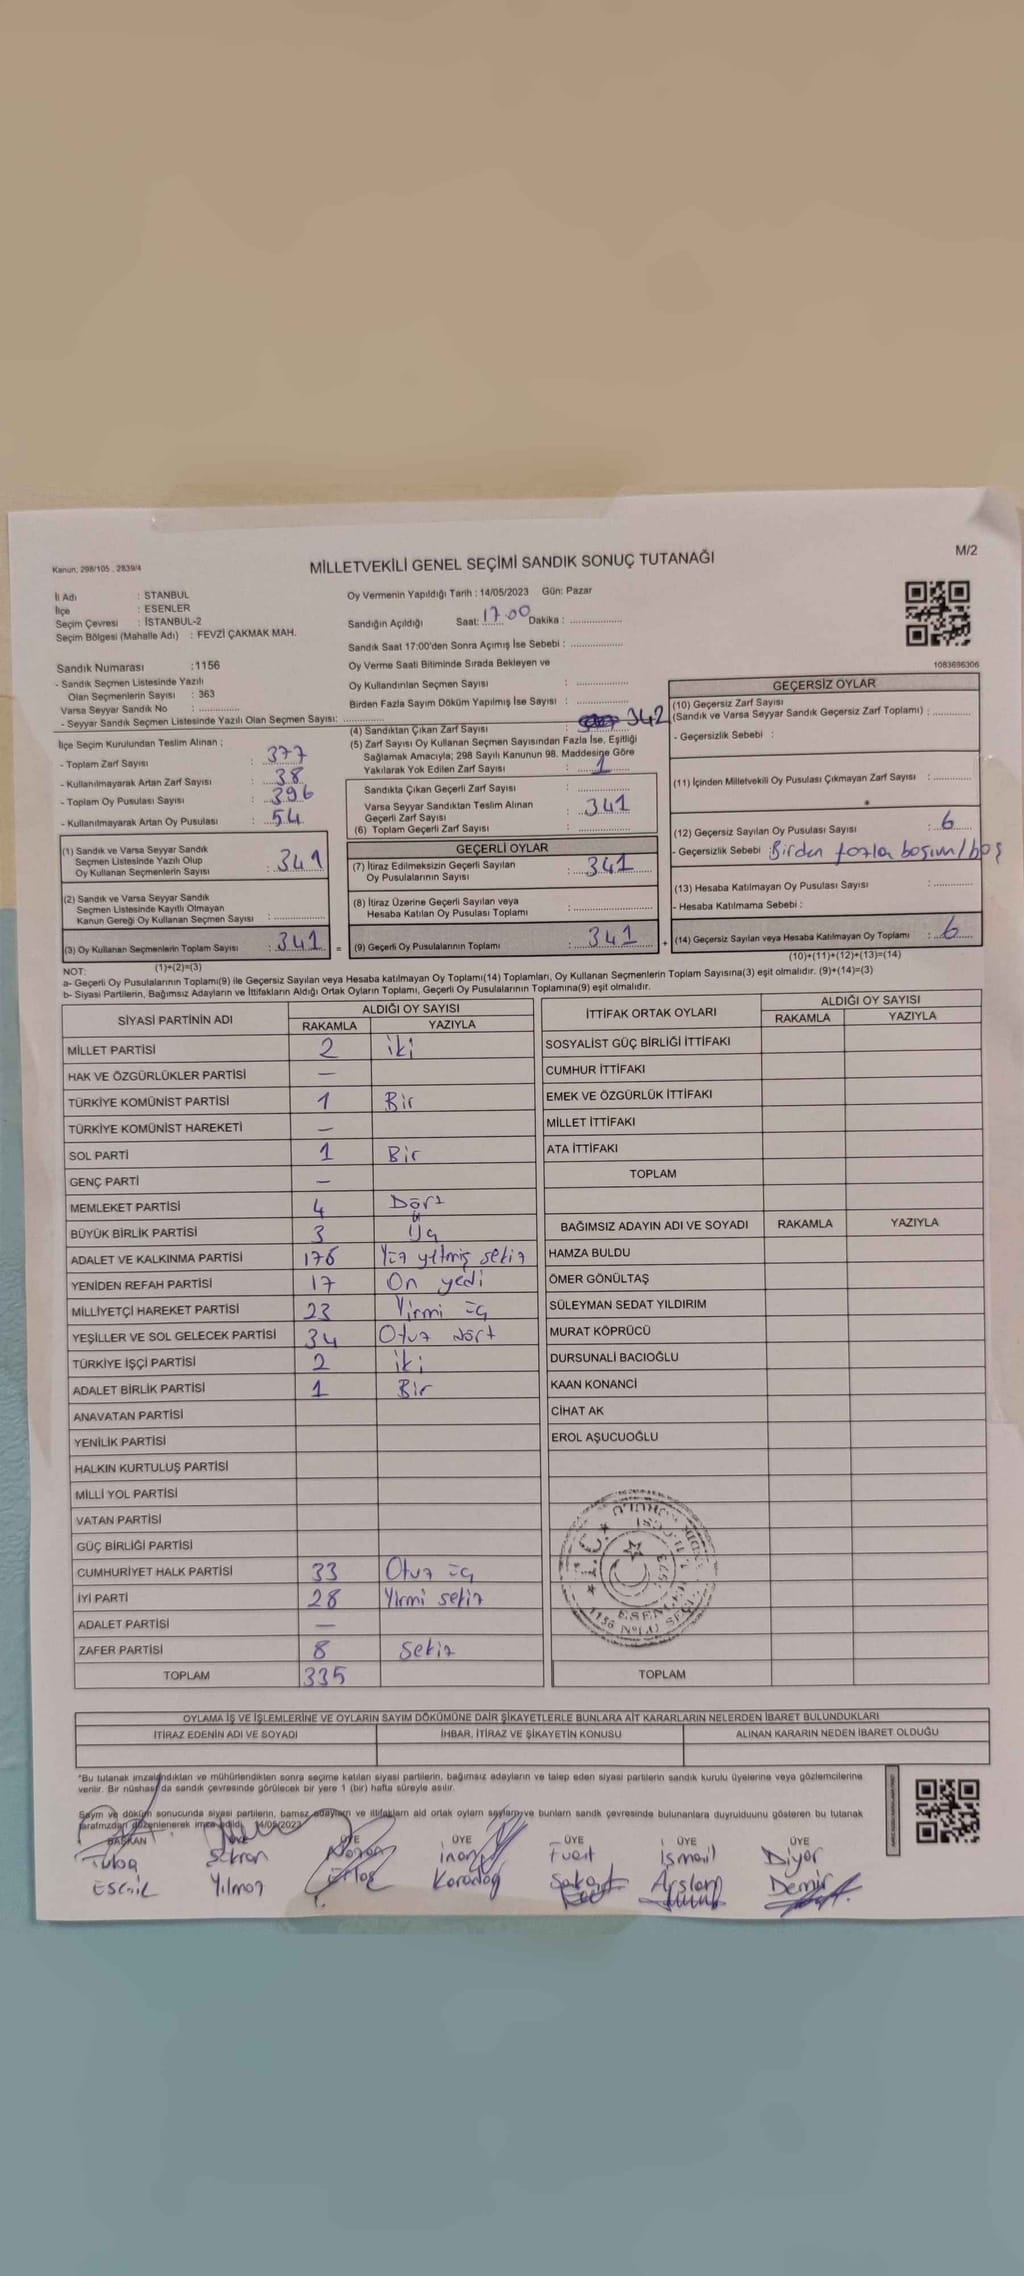 M/2
Kanun: 298/105 , 2839/4
MİLLETVEKİLİ GENEL SEÇİMİ SANDIK SONUÇ TUTANAĞI
İl Adı : STANBUL
İlçe : ESENLER
Seçim Çevresi : İSTANBUL-2
Seçim Bölgesi (Mahalle Adı) : FEVZİ ÇAKMAK MAH.
Sandık Numarası :1156
- Sandık Seçmen Listesinde Yazılı
Olan Seçmenlerin Sayısı : 363
Varsa Seyyar Sandık No :
- Seyyar Sandık Seçmen Listesinde Yazılı Olan Seçmen Sayısı:
Oy Vermenin Yapıldığı Tarih : 14/05/2023 Gün: Pazar
Sandığın Açıldığı Saat: 17.00 Dakika :
Sandık Saat 17:00'den Sonra Açımış İse Sebebi :
Oy Verme Saati Bitiminde Sırada Bekleyen ve
Oy Kullandırılan Seçmen Sayısı :
Birden Fazla Sayım Döküm Yapılmış İse Sayısı :
1083696306
İlçe Seçim Kurulundan Teslim Alınan ;
- Toplam Zarf Sayısı : 377
- Kullanılmayarak Artan Zarf Sayısı : 38
- Toplam Oy Pusulası Sayısı : 396
- Kullanılmayarak Artan Oy Pusulası : 54
(1) Sandık ve Varsa Seyyar Sandık
Seçmen Listesinde Yazılı Olup
Oy Kullanan Seçmenlerin Sayısı : 341
(2) Sandık ve Varsa Seyyar Sandık
Seçmen Listesinde Kayıtlı Olmayan
Kanun Gereği Oy Kullanan Seçmen Sayısı :
(3) Oy Kullanan Seçmenlerin Toplam Sayısı : 341 =
(1)+(2)=(3)
(4) Sandıktan Çıkan Zarf Sayısı : 342
(5) Zarf Sayısı Oy Kullanan Seçmen Sayısından Fazla İse, Eşitliği
Sağlamak Amacıyla; 298 Sayılı Kanunun 98. Maddesine Göre
Yakılarak Yok Edilen Zarf Sayısı : 1
Sandıkta Çıkan Geçerli Zarf Sayısı :
Varsa Seyyar Sandıktan Teslim Alınan
Geçerli Zarf Sayısı : 341
(6) Toplam Geçerli Zarf Sayısı :
GEÇERLİ OYLAR
(7) İtiraz Edilmeksizin Geçerli Sayılan
Oy Pusulalarının Sayısı : 341
(8) İtiraz Üzerine Geçerli Sayılan veya
Hesaba Katılan Oy Pusulası Toplamı :
(9) Geçerli Oy Pusulalarının Toplamı : 341 +
GEÇERSİZ OYLAR
(10) Geçersiz Zarf Sayısı
(Sandık ve Varsa Seyyar Sandık Geçersiz Zarf Toplamı) :
- Geçersizlik Sebebi :
(11) İçinden Milletvekili Oy Pusulası Çıkmayan Zarf Sayısı :
(12) Geçersiz Sayılan Oy Pusulası Sayısı : 6
- Geçersizlik Sebebi : Birden fazla basım/boş
(13) Hesaba Katılmayan Oy Pusulası Sayısı :
- Hesaba Katılmama Sebebi :
(14) Geçersiz Sayılan veya Hesaba Katılmayan Oy Toplamı : 6
(10)+(11)+(12)+(13)=(14)
NOT:
a- Geçerli Oy Pusulalarının Toplamı(9) ile Geçersiz Sayılan veya Hesaba katılmayan Oy Toplamı(14) Toplamları, Oy Kullanan Seçmenlerin Toplam Sayısına(3) eşit olmalıdır. (9)+(14)=(3)
b- Siyasi Partilerin, Bağımsız Adayların ve İttifakların Aldığı Ortak Oyların Toplamı, Geçerli Oy Pusulalarının Toplamına(9) eşit olmalıdır.
SİYASİ PARTİNİN ADI ALDIĞI OY SAYISI
RAKAMLA YAZIYLA
MİLLET PARTİSİ 2 iki
HAK VE ÖZGÜRLÜKLER PARTİSİ —
TÜRKİYE KOMÜNİST PARTİSİ 1 Bir
TÜRKİYE KOMÜNİST HAREKETİ —
SOL PARTİ 1 Bir
GENÇ PARTİ —
MEMLEKET PARTİSİ 4 Dört
BÜYÜK BİRLİK PARTİSİ 3 Üç
ADALET VE KALKINMA PARTİSİ 178 Yüz yetmiş sekiz
YENİDEN REFAH PARTİSİ 17 On yedi
MİLLİYETÇİ HAREKET PARTİSİ 23 Yirmi üç
YEŞİLLER VE SOL GELECEK PARTİSİ 34 Otuz dört
TÜRKİYE İŞÇİ PARTİSİ 2 iki
ADALET BİRLİK PARTİSİ 1 Bir
ANAVATAN PARTİSİ
YENİLİK PARTİSİ
HALKIN KURTULUŞ PARTİSİ
MİLLİ YOL PARTİSİ
VATAN PARTİSİ
GÜÇ BİRLİĞİ PARTİSİ
CUMHURİYET HALK PARTİSİ 33 Otuz üç
İYİ PARTİ 28 Yirmi sekiz
ADALET PARTİSİ —
ZAFER PARTİSİ 8 Sekiz
TOPLAM 335
İTTİFAK ORTAK OYLARI ALDIĞI OY SAYISI
RAKAMLA YAZIYLA
SOSYALİST GÜÇ BİRLİĞİ İTTİFAKI
CUMHUR İTTİFAKI
EMEK VE ÖZGÜRLÜK İTTİFAKI
MİLLET İTTİFAKI
ATA İTTİFAKI
TOPLAM
BAĞIMSIZ ADAYIN ADI VE SOYADI RAKAMLA YAZIYLA
HAMZA BULDU
ÖMER GÖNÜLTAŞ
SÜLEYMAN SEDAT YILDIRIM
MURAT KÖPRÜCÜ
DURSUNALİ BACIOĞLU
KAAN KONANCİ
CİHAT AK
EROL AŞUCUOĞLU
T.C.
ESENLER
1156 NOLU SEÇİM
TOPLAM
OYLAMA İŞ VE İŞLEMLERİNE VE OYLARIN SAYIM DÖKÜMÜNE DAİR ŞİKAYETLERLE BUNLARA AİT KARARLARIN NELERDEN İBARET BULUNDUKLARI
İTİRAZ EDENİN ADI VE SOYADI İHBAR, İTİRAZ VE ŞİKAYETİN KONUSU ALINAN KARARIN NEDEN İBARET OLDUĞU
"Bu tutanak imzalandıktan ve mühürlendikten sonra seçime katılan siyasi partilerin, bağımsız adayların ve talep eden siyasi partilerin sandık kurulu üyelerine veya gözlemcilerine
verilir. Bir nüshası da sandık çevresinde görülecek bir yere 1 (bir) hafta süreyle asılır.
Sayım ve döküm sonucunda siyasi partilerin, bamsz adayların ve ittifakların ald ortak oyların saylarn ve bunlarn sandık çevresinde bulunanlara duyrulduunu gösteren bu tutanak
tarafmzdan düzenlenerek imza edildi. 14/05/2023
BAŞKAN ÜYE ÜYE ÜYE ÜYE ÜYE
Tuba inan Fuat ismail Diyar
Yılmaz Karadağ Arslan Demir